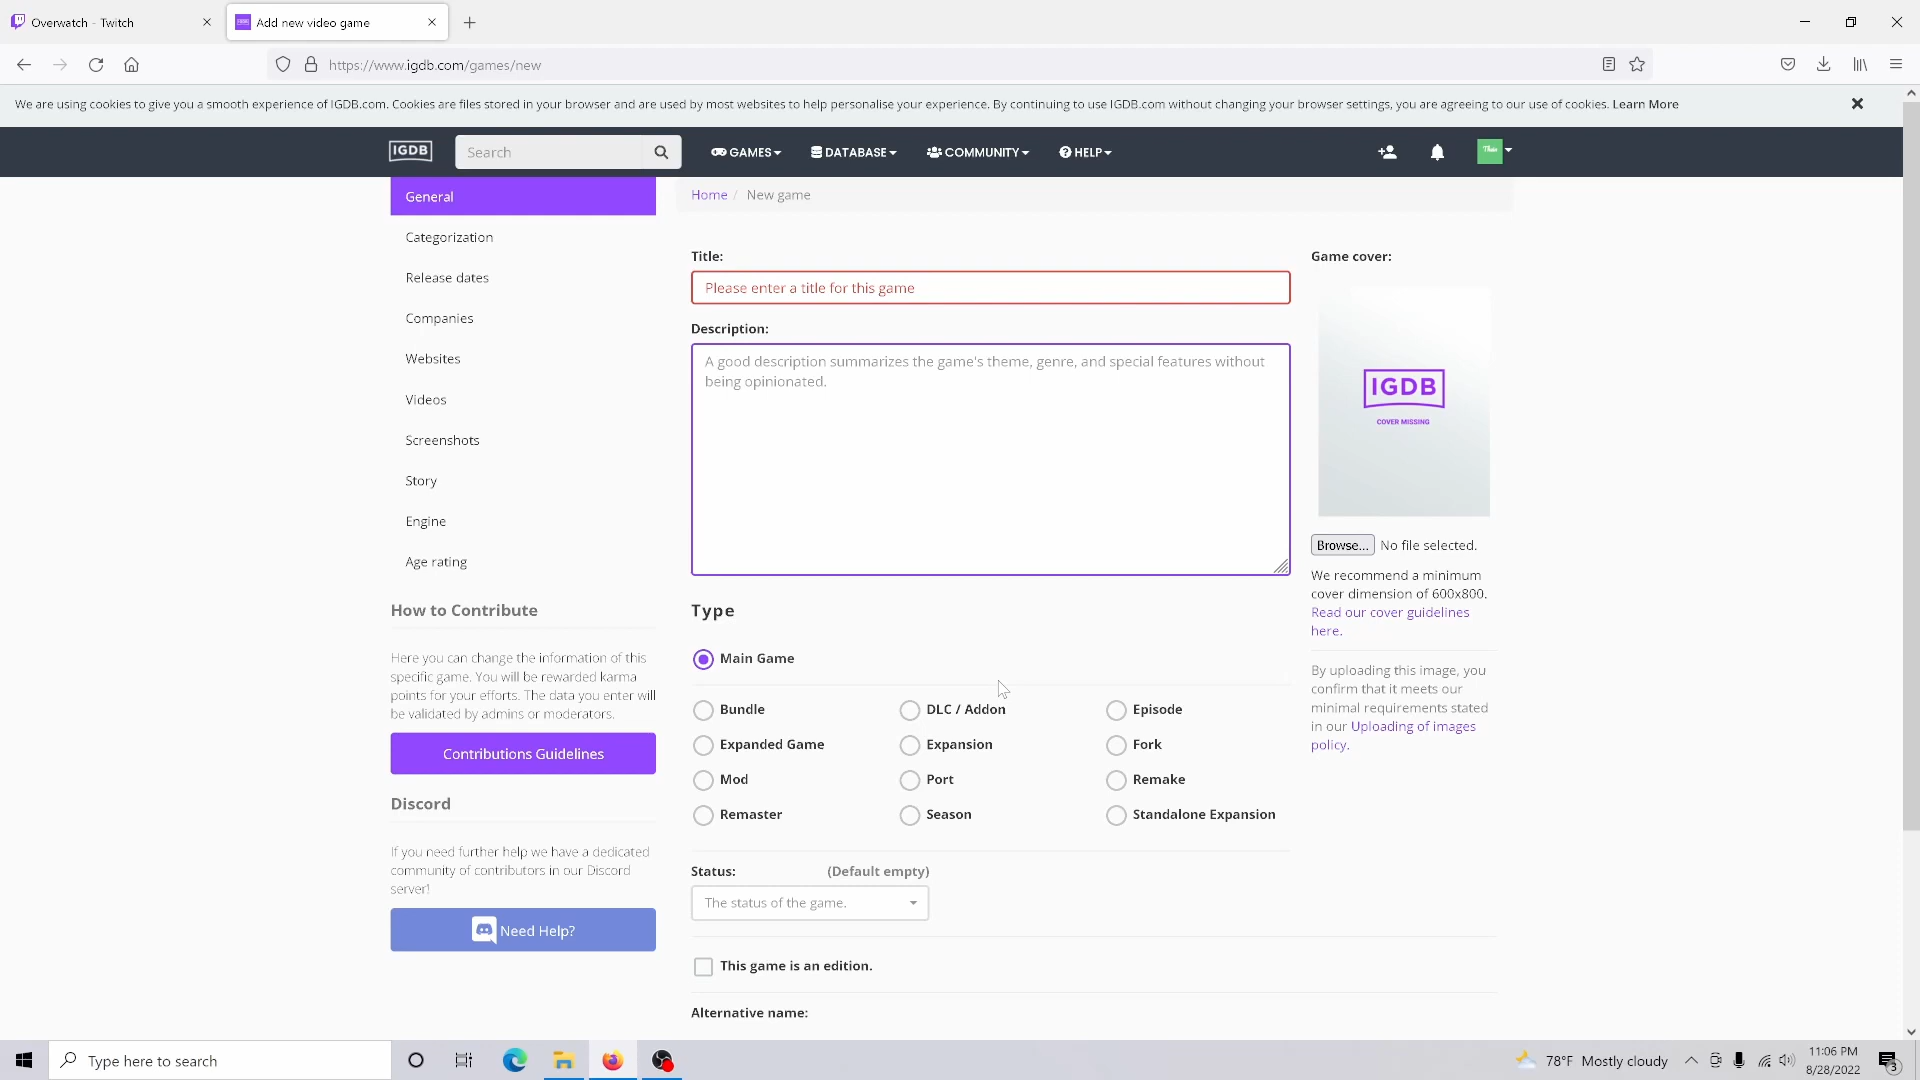 Overwatch - Twitch
Add new video game
https://www.igdb.com/games/new
We are using cookies to give you a smooth experience of IGDB.com. Cookies are files stored in your browser and are used by most websites to help personalise your experience. By continuing to use IGDB.com without changing your browser settings, you are agreeing to our use of cookies. Learn More
IGDB
Search
GAMES
DATABASE
COMMUNITY
HELP
General
Categorization
Release dates
Companies
Websites
Videos
Screenshots
Story
Engine
Age rating
How to Contribute
Here you can change the information of this
specific game. You will be rewarded karma
points for your efforts. The data you enter will
be validated by admins or moderators.
Contributions Guidelines
Discord
If you need further help we have a dedicated
community of contributors in our Discord
server!
Need Help?
Home / New game
Title:
Please enter a title for this game
Description:
A good description summarizes the game's theme, genre, and special features without
being opinionated.
Type
Main Game
Bundle
DLC / Addon
Episode
Expanded Game
Expansion
Fork
Mod
Port
Remake
Remaster
Season
Standalone Expansion
Status: (Default empty)
The status of the game.
This game is an edition.
Alternative name:
Game cover:
IGDB
COVER MISSING
Browse... No file selected.
We recommend a minimum
cover dimension of 600x800.
Read our cover guidelines
here.
By uploading this image, you
confirm that it meets our
minimal requirements stated
in our Uploading of images
policy.
Type here to search
78°F Mostly cloudy
11:06 PM
8/28/2022
3